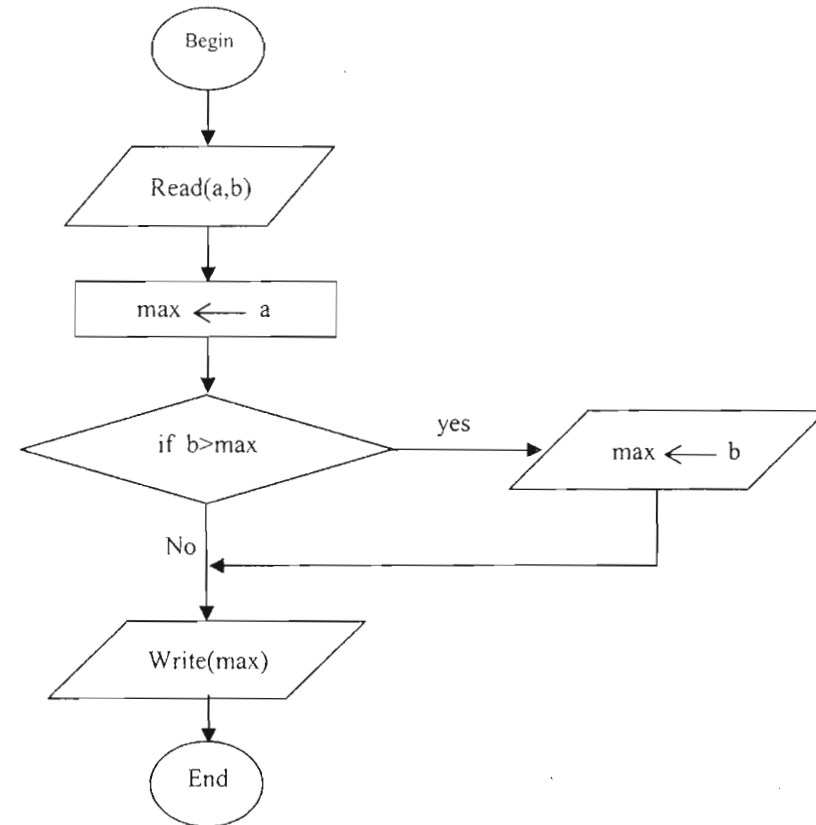 Begin
Read(a,b)
max ← a
if b>max
yes
max ← b
No
Write(max)
End